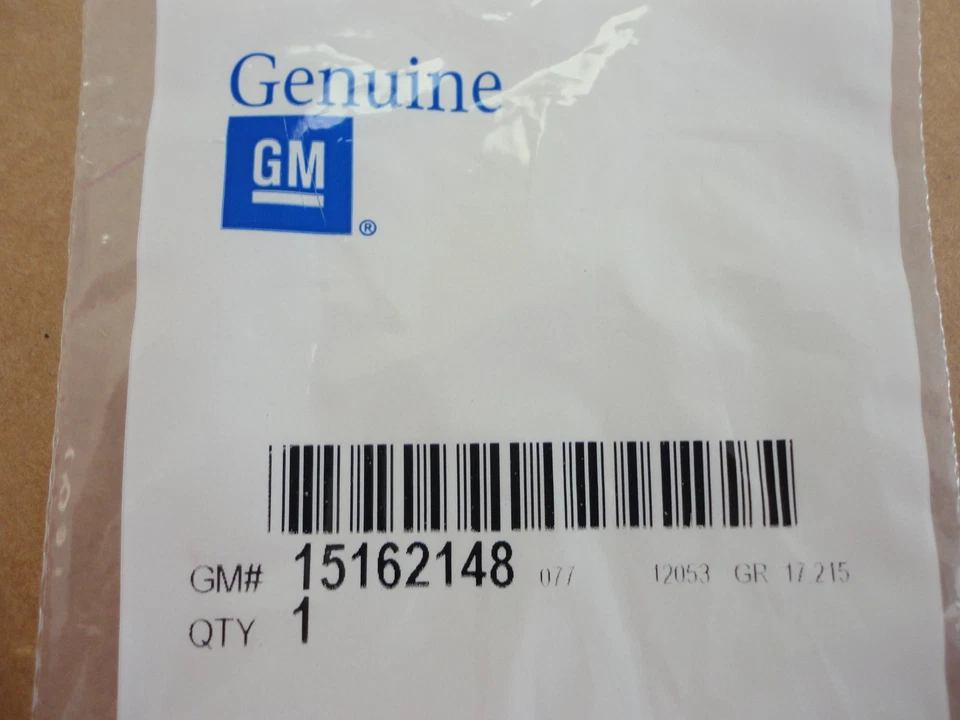 Genuine
GM
®
GM# 15162148 077 12053 GR 17.215
QTY 1